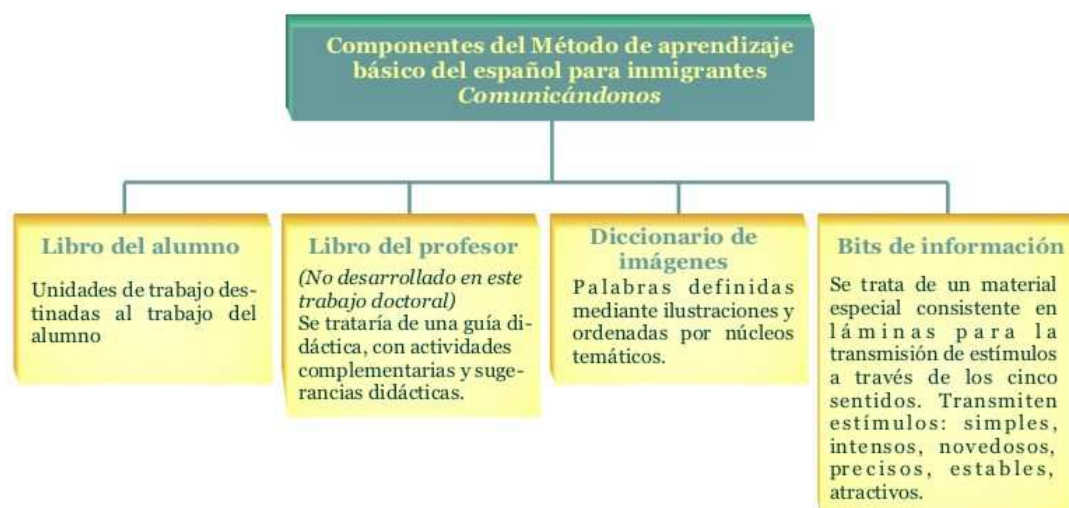 Componentes del Método de aprendizaje
básico del español para inmigrantes
Comunicándonos
Libro del alumno
Unidades de trabajo des-
tinadas al trabajo del
alumno
Libro del profesor
(No desarrollado en este
trabajo doctoral)
Se trataría de una guía di-
dáctica, con actividades
complementarias y suge-
rancias didácticas.
Diccionario de
imágenes
Palabras definidas
mediante ilustraciones y
ordenadas por núcleos
temáticos.
Bits de información
Se trata de un material
especial consistente en
láminas para la
transmisión de estímulos
a través de los cinco
sentidos. Transmiten
estímulos: simples,
intensos, novedosos,
precisos, estables,
atractivos.